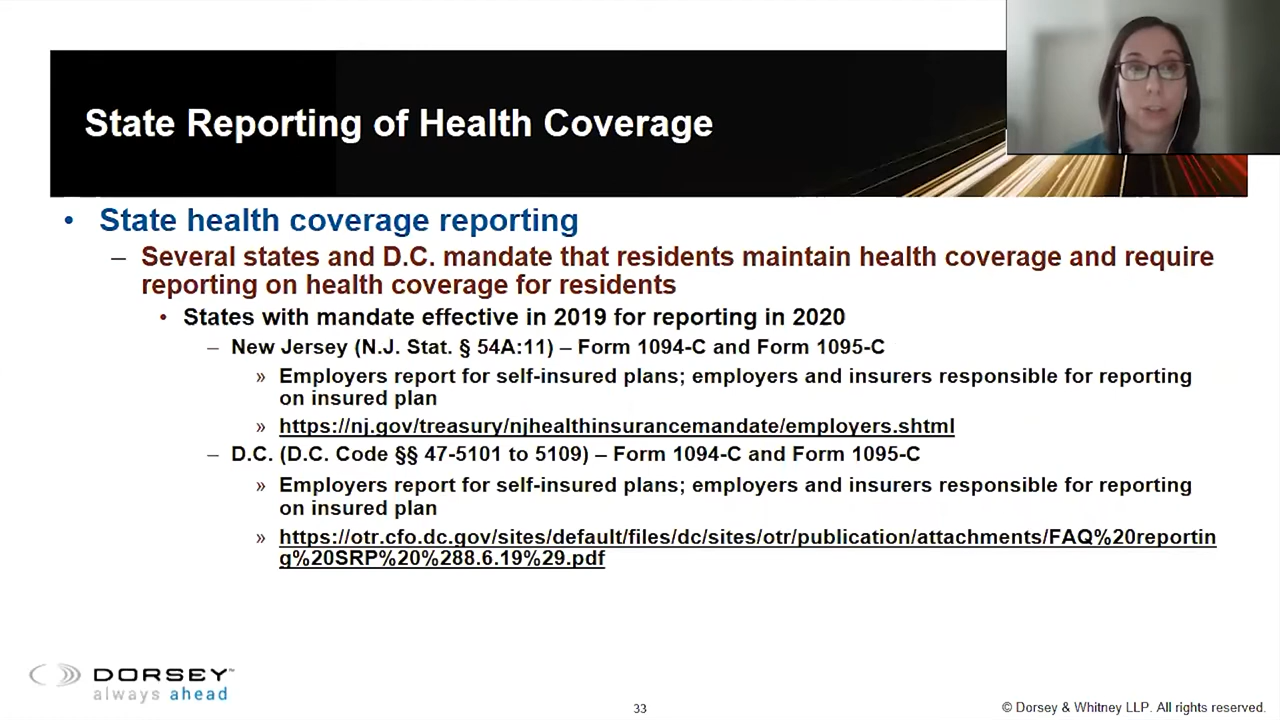 State Reporting of Health Coverage
• State health coverage reporting
– Several states and D.C. mandate that residents maintain health coverage and require
reporting on health coverage for residents
• States with mandate effective in 2019 for reporting in 2020
– New Jersey (N.J. Stat. § 54A:11) – Form 1094-C and Form 1095-C
» Employers report for self-insured plans; employers and insurers responsible for reporting
on insured plan
» https://nj.gov/treasury/njhealthinsurancemandate/employers.shtml
– D.C. (D.C. Code §§ 47-5101 to 5109) – Form 1094-C and Form 1095-C
» Employers report for self-insured plans; employers and insurers responsible for reporting
on insured plan
» https://otr.cfo.dc.gov/sites/default/files/dc/sites/otr/publication/attachments/FAQ%20reportin
g%20SRP%20%288.6.19%29.pdf
DORSEY™
always ahead
33
© Dorsey & Whitney LLP. All rights reserved.